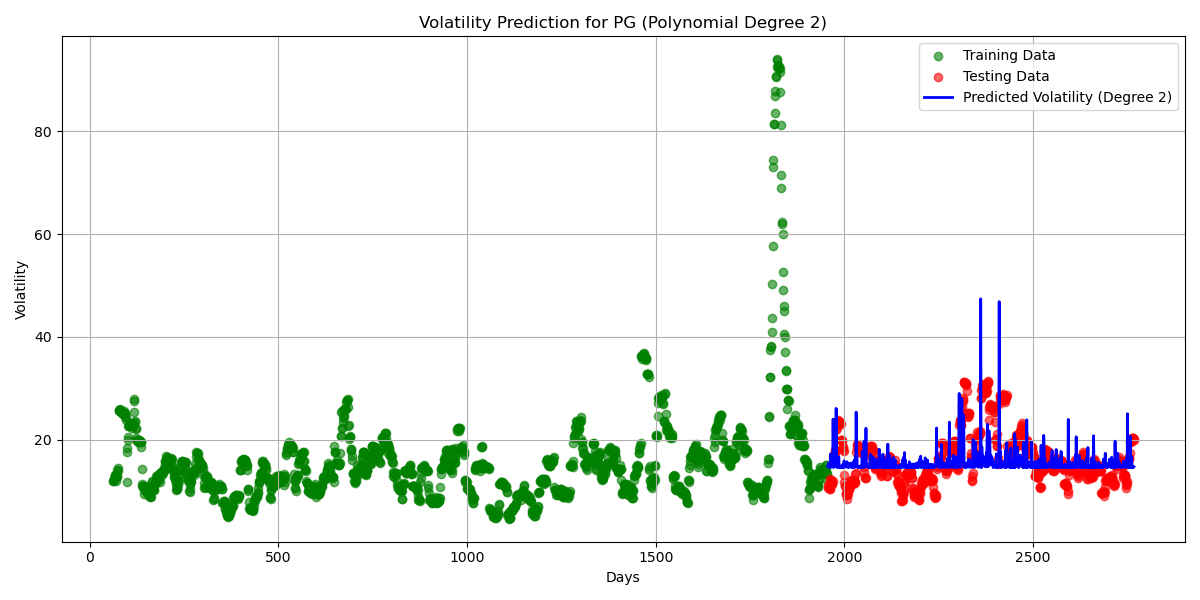 Volatility Prediction for PG (Polynomial Degree 2)
Training Data
Testing Data
Predicted Volatility (Degree 2)
Volatility
80
60
40
20
0 500 1000 1500 2000 2500
Days